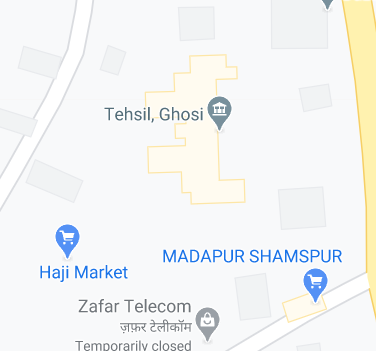 Tehsil, Ghosi
MADAPUR SHAMSPUR
Haji Market
Zafar Telecom
ज़फ़र टेलीकॉम
Temporarily closed